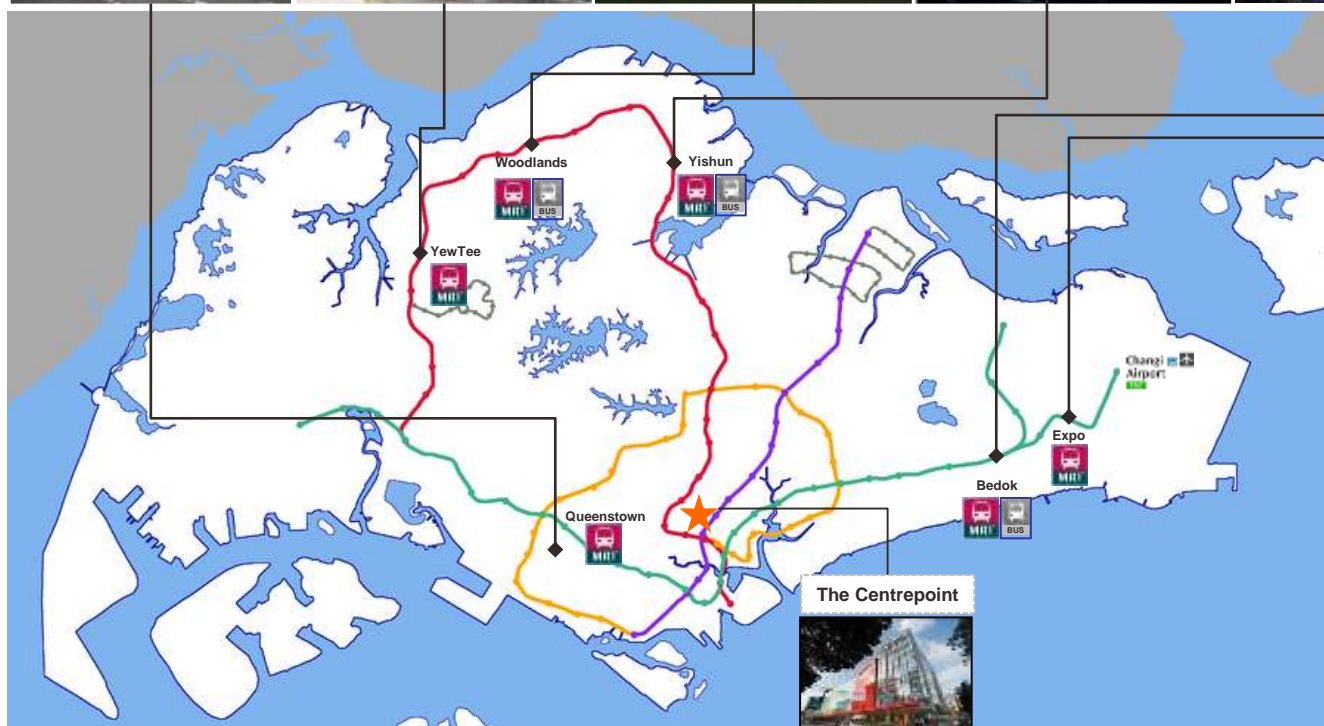 Woodlands
MRT
BUS
Yishun
MRT
BUS
YewTee
MRT
Changi
Airport
Expo
MRT
Bedok
MRT
BUS
Queenstown
MRT
The Centrepoint